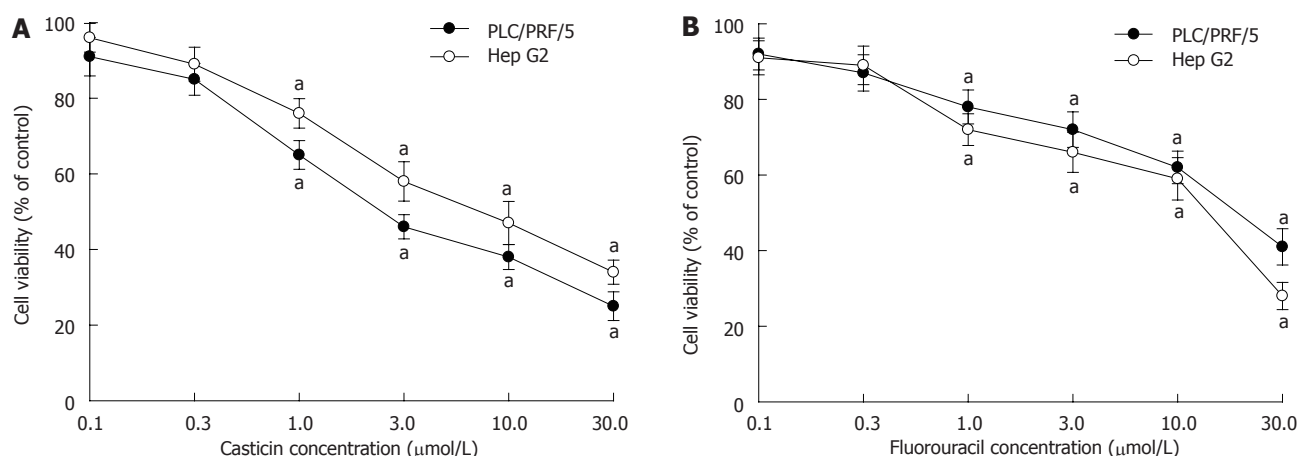 A
PLC/PRF/5
Hep G2
Cell viability (% of control)
100
80
60
40
20
0
a
a
a
a
a
a
a
a
0.1 0.3 1.0 3.0 10.0 30.0
Casticin concentration (μmol/L)
B
PLC/PRF/5
Hep G2
Cell viability (% of control)
100
80
60
40
20
0
a
a
a
a
a
a
a
a
0.1 0.3 1.0 3.0 10.0 30.0
Fluorouracil concentration (μmol/L)